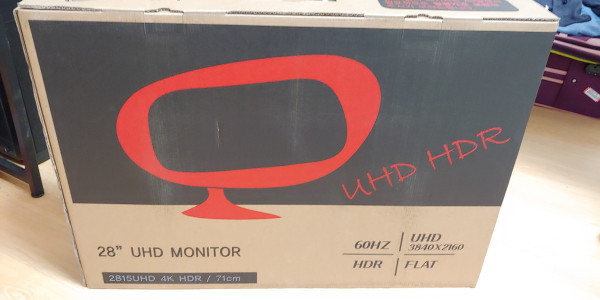 UHD HDR
28" UHD MONITOR
2815UHD 4K HDR / 71cm
60HZ
UHD
3840X2160
HDR
FLAT